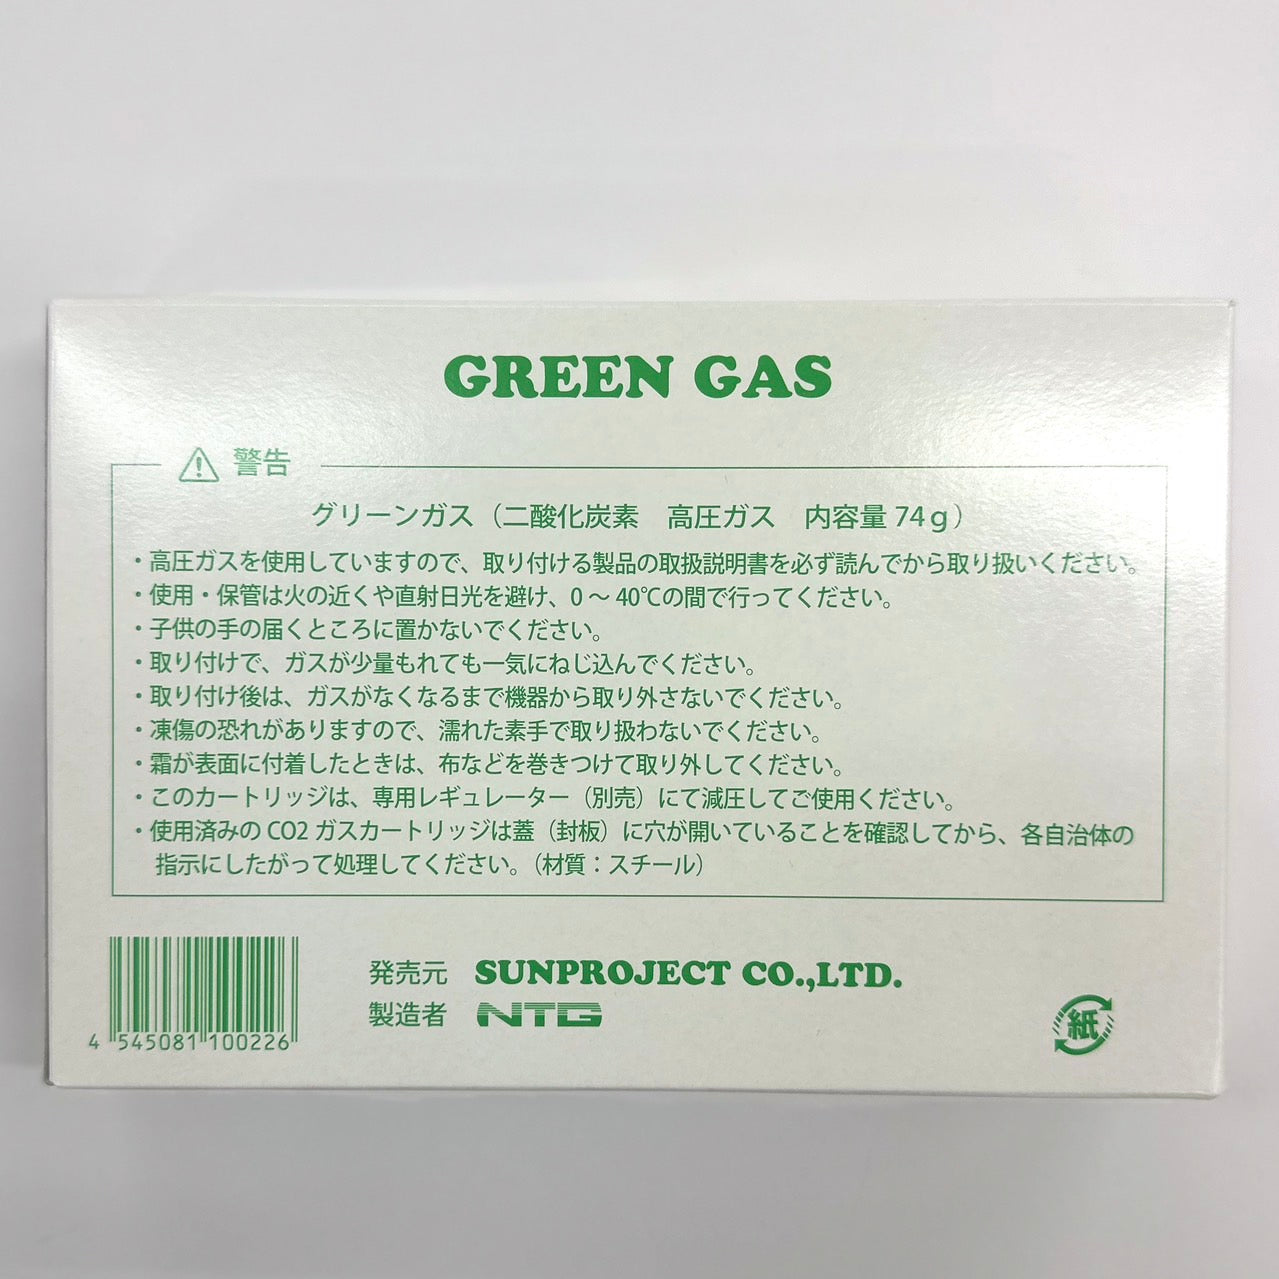 GREEN GAS
警告
グリーンガス（二酸化炭素　高圧ガス　内容量 74ｇ）
・高圧ガスを使用していますので、取り付ける製品の取扱説明書を必ず読んでから取り扱いください。
・使用・保管は火の近くや直射日光を避け、0 〜 40℃の間で行ってください。
・子供の手の届くところに置かないでください。
・取り付けで、ガスが少量もれても一気にねじ込んでください。
・取り付け後は、ガスがなくなるまで機器から取り外さないでください。
・凍傷の恐れがありますので、濡れた素手で取り扱わないでください。
・霜が表面に付着したときは、布などを巻きつけて取り外してください。
・このカートリッジは、専用レギュレーター（別売）にて減圧してご使用ください。
・使用済みの CO2 ガスカートリッジは蓋（封板）に穴が開いていることを確認してから、各自治体の
指示にしたがって処理してください。（材質：スチール）
発売元 SUNPROJECT CO.,LTD.
製造者 NTG
4 545081 100226
紙